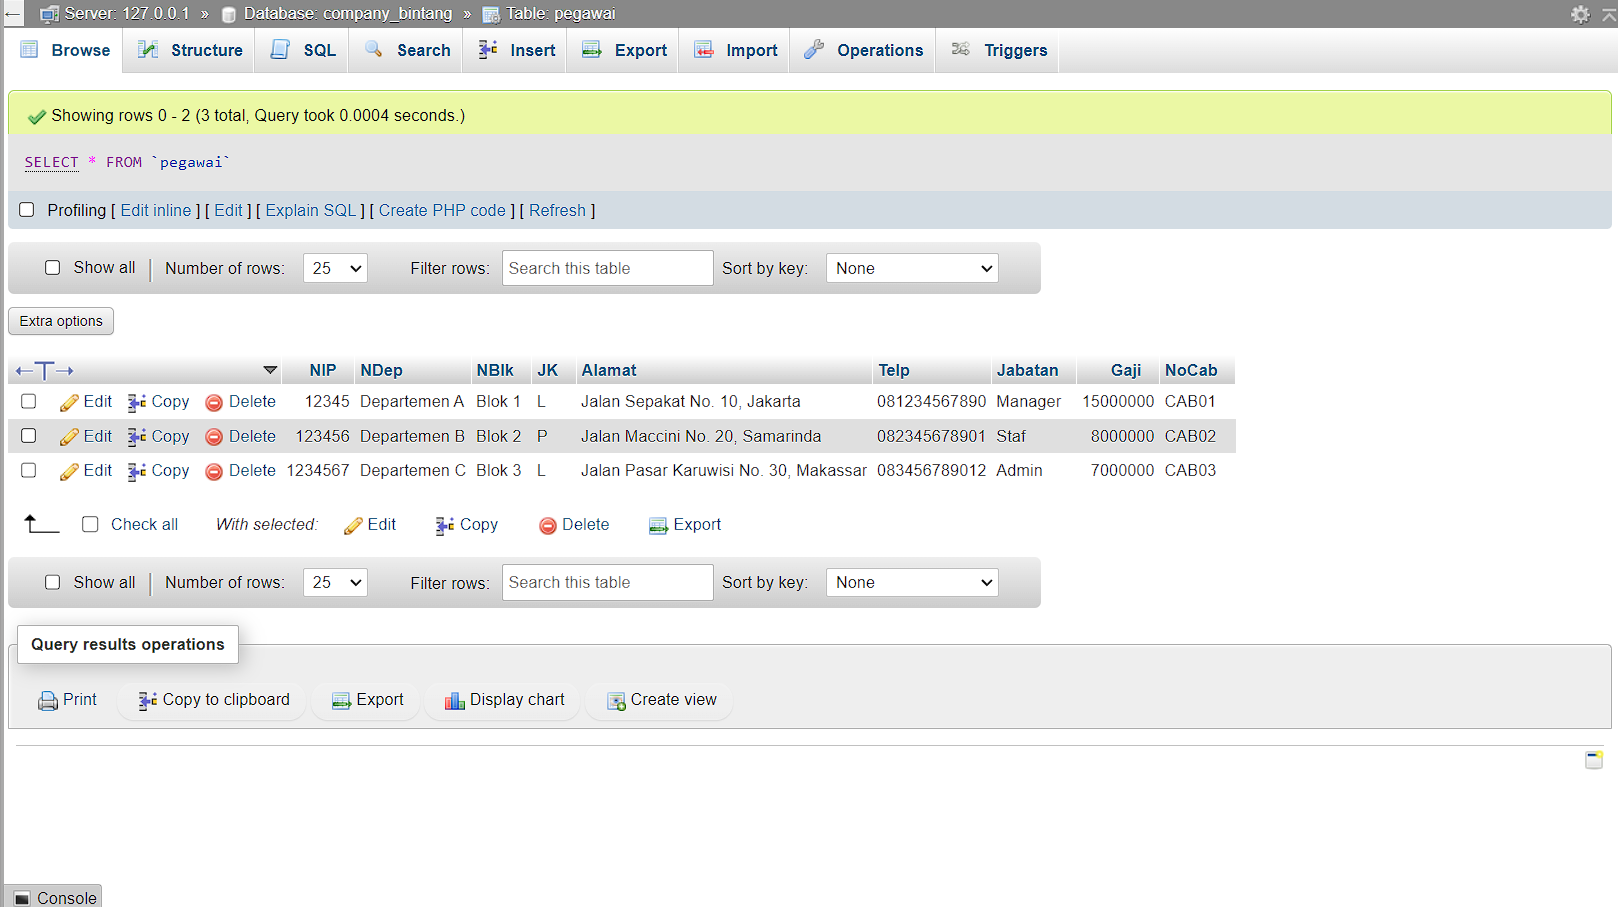 Server: 127.0.0.1 » Database: company_bintang » Table: pegawai
Browse Structure SQL Search Insert Export Import Operations Triggers
Showing rows 0 - 2 (3 total, Query took 0.0004 seconds.)
SELECT * FROM `pegawai`
Profiling [ Edit inline ] [ Edit ] [ Explain SQL ] [ Create PHP code ] [ Refresh ]
Show all Number of rows: 25 Filter rows: Search this table Sort by key: None
Extra options
NIP NDep NBlk JK Alamat Telp Jabatan Gaji NoCab
Edit Copy Delete 12345 Departemen A Blok 1 L Jalan Sepakat No. 10, Jakarta 081234567890 Manager 15000000 CAB01
Edit Copy Delete 123456 Departemen B Blok 2 P Jalan Maccini No. 20, Samarinda 082345678901 Staf 8000000 CAB02
Edit Copy Delete 1234567 Departemen C Blok 3 L Jalan Pasar Karuwisi No. 30, Makassar 083456789012 Admin 7000000 CAB03
Check all With selected: Edit Copy Delete Export
Show all Number of rows: 25 Filter rows: Search this table Sort by key: None
Query results operations
Print Copy to clipboard Export Display chart Create view
Console